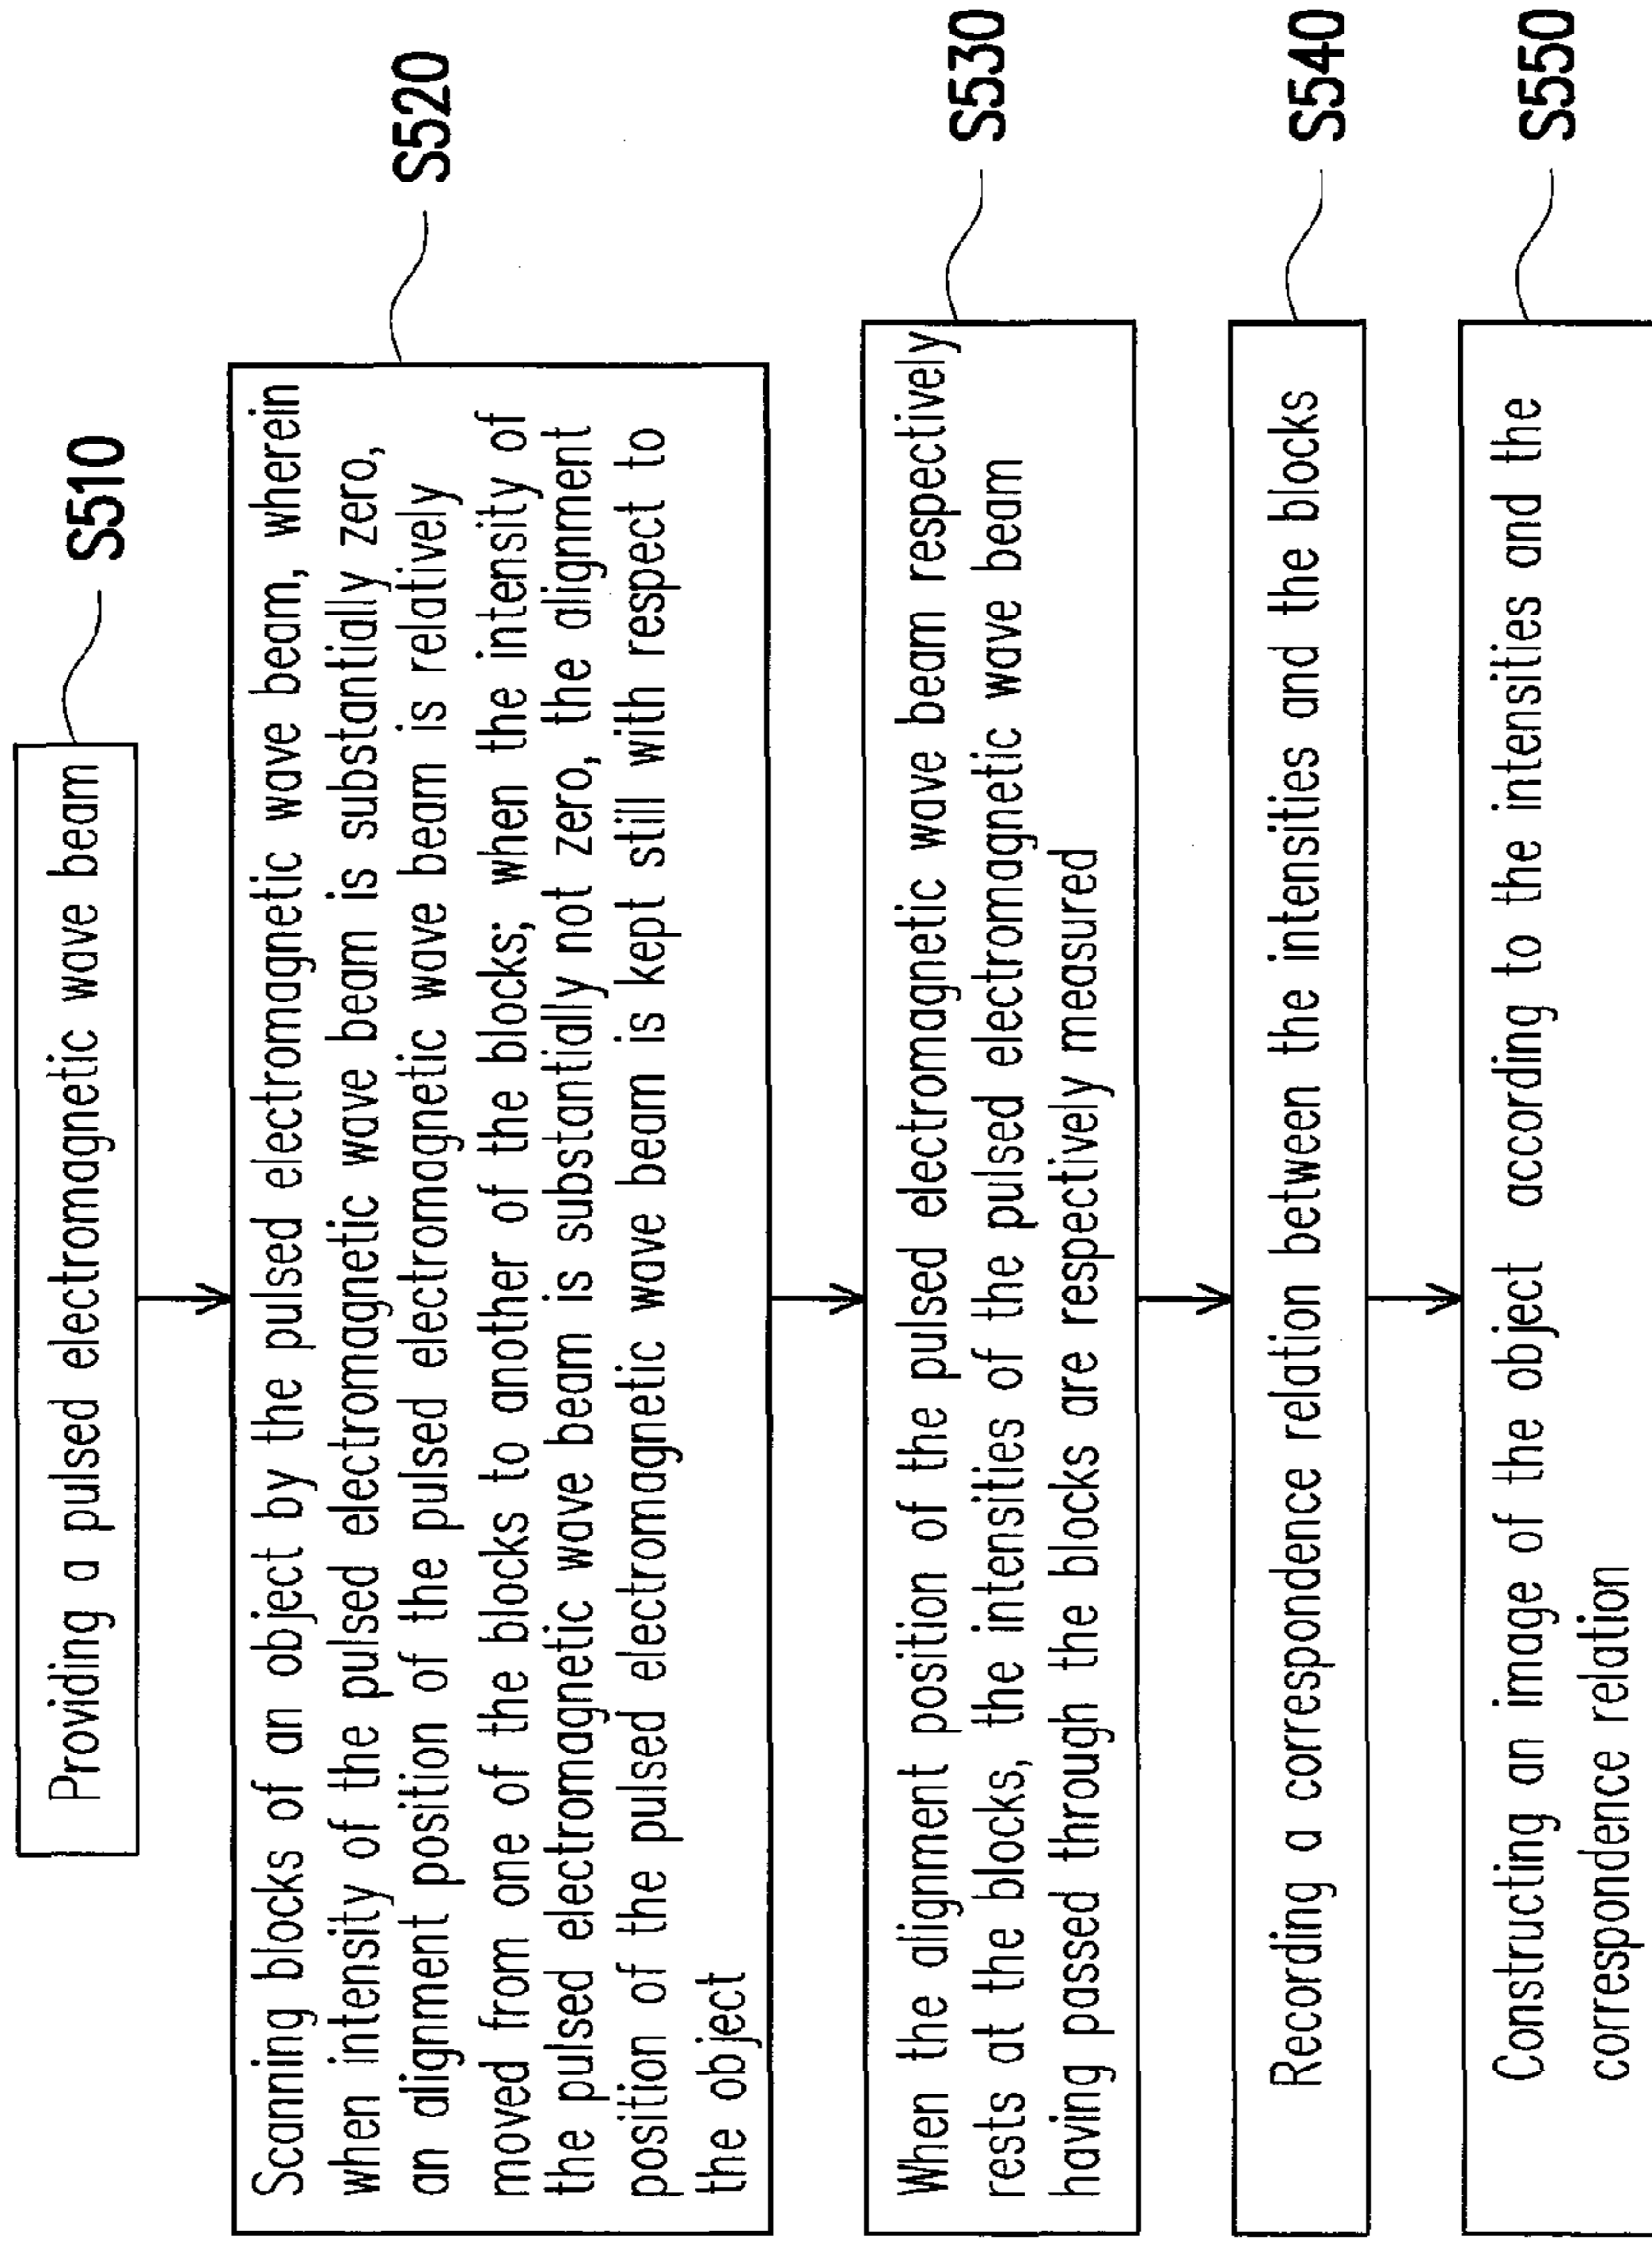 Providing a pulsed electromagnetic wave beam
S510
Scanning blocks of an object by the pulsed electromagnetic wave beam, wherein
when intensity of the pulsed electromagnetic wave beam is substantially zero,
an alignment position of the pulsed electromagnetic wave beam is relatively
moved from one of the blocks to another of the blocks; when the intensity of
the pulsed electromagnetic wave beam is substantially not zero, the alignment
position of the pulsed electromagnetic wave beam is kept still with respect to
the object
S520
When the alignment position of the pulsed electromagnetic wave beam respectively
rests at the blocks, the intensities of the pulsed electromagnetic wave beam
having passed through the blocks are respectively measured
S530
Recording a correspondence relation between the intensities and the blocks
S540
Constructing an image of the object according to the intensities and the
correspondence relation
S550